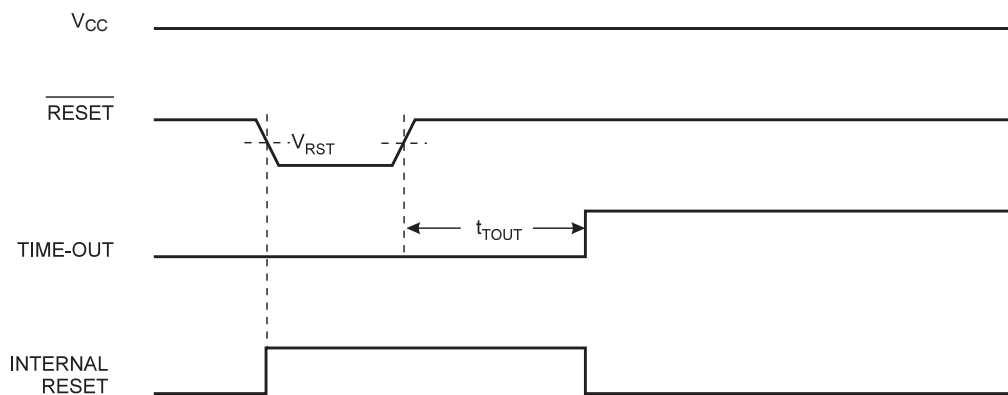 VCC
RESET
VRST
tTOUT
TIME-OUT
INTERNAL
RESET